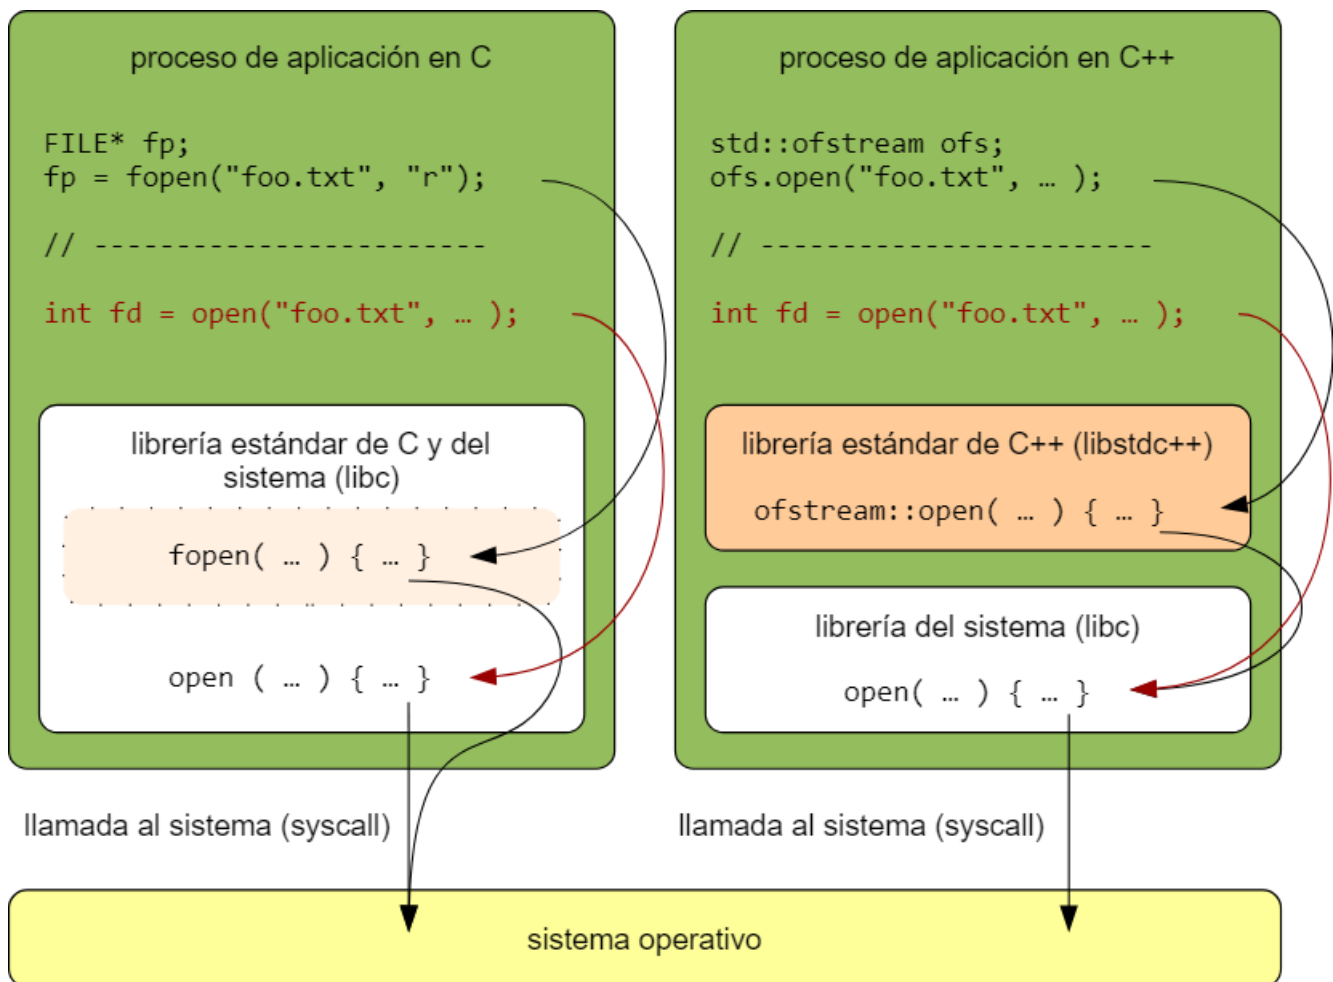 proceso de aplicación en C
FILE* fp;
fp = fopen("foo.txt", "r");
// ------------------------
int fd = open("foo.txt", … );
librería estándar de C y del
sistema (libc)
fopen( … ) { … }
open ( … ) { … }
llamada al sistema (syscall)
proceso de aplicación en C++
std::ofstream ofs;
ofs.open("foo.txt", … );
// ------------------------
int fd = open("foo.txt", … );
librería estándar de C++ (libstdc++)
ofstream::open( … ) { … }
librería del sistema (libc)
open( … ) { … }
llamada al sistema (syscall)
sistema operativo